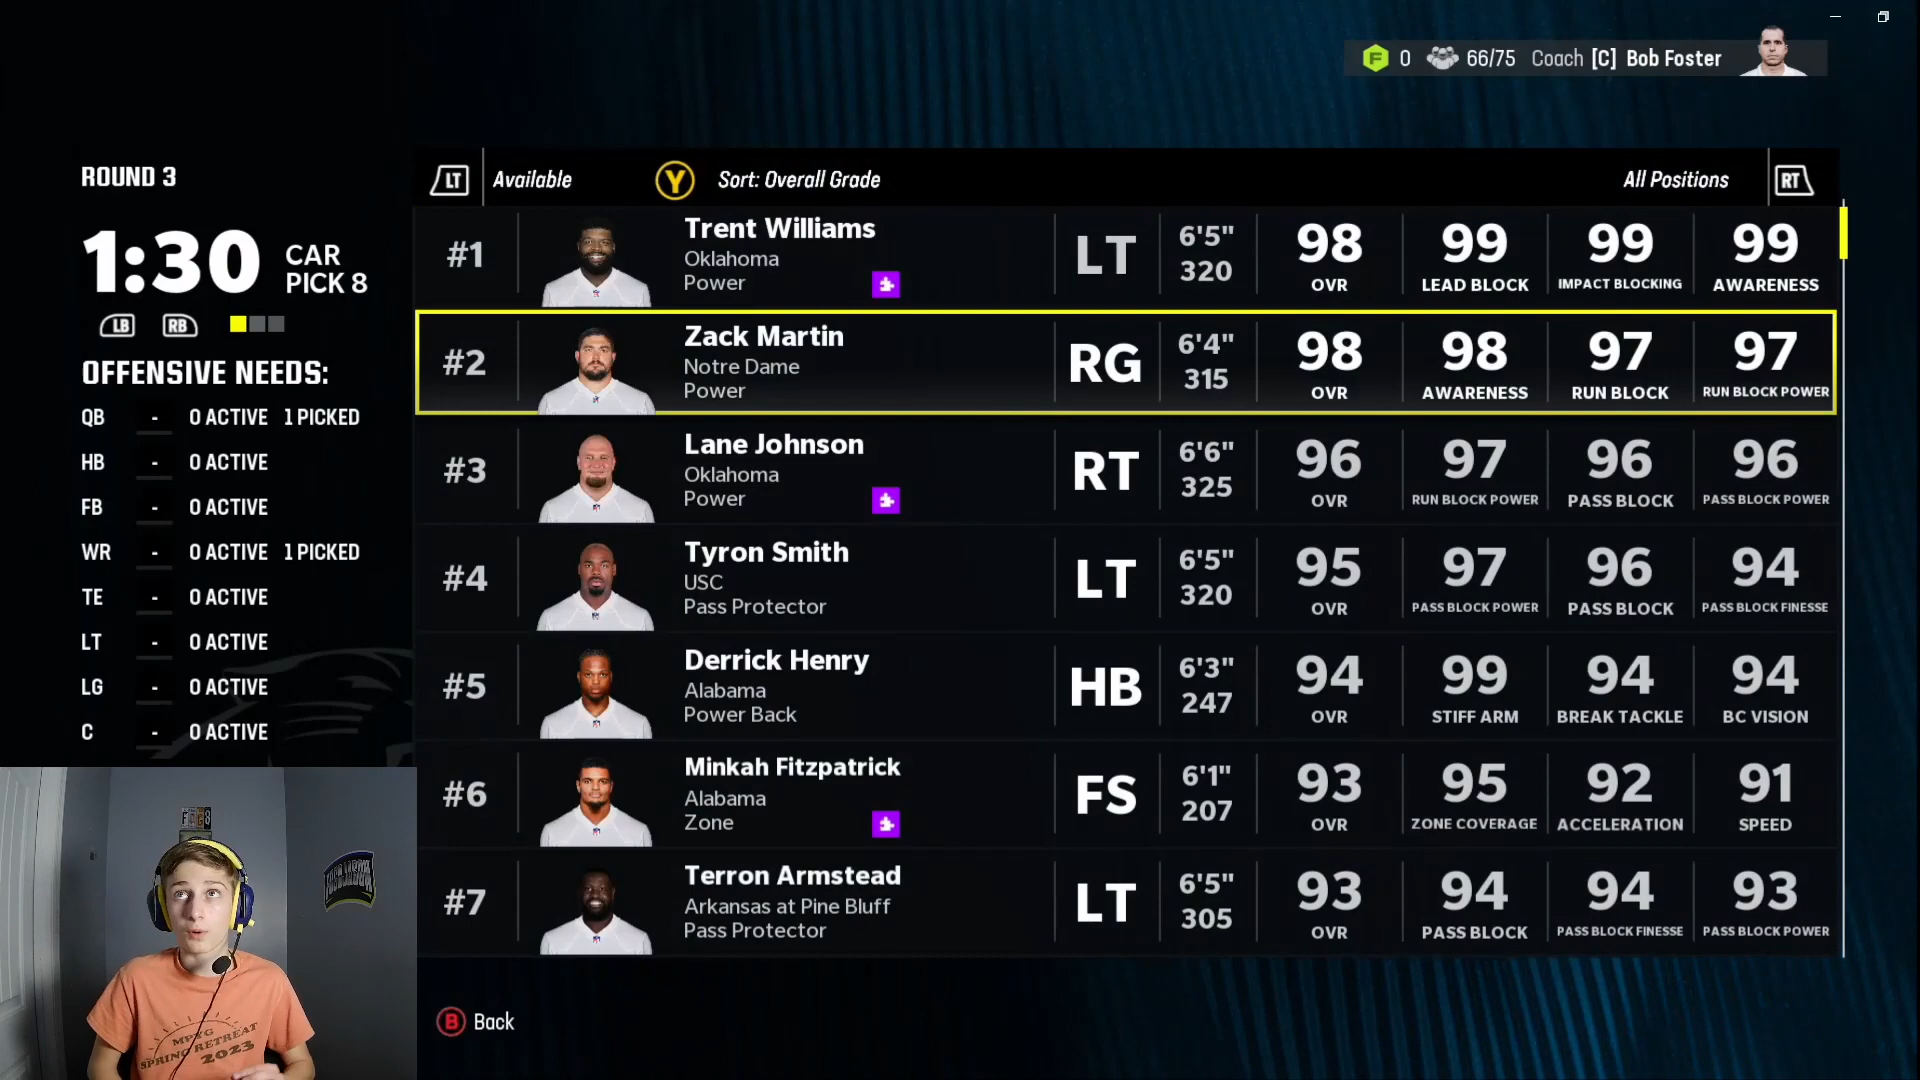 F 0 66/75 Coach [C] Bob Foster
ROUND 3
1:30 CAR PICK 8
LB RB
OFFENSIVE NEEDS:
QB - 0 ACTIVE 1 PICKED
HB - 0 ACTIVE
FB - 0 ACTIVE
WR - 0 ACTIVE 1 PICKED
TE - 0 ACTIVE
LT - 0 ACTIVE
LG - 0 ACTIVE
C - 0 ACTIVE
LT Available Y Sort: Overall Grade All Positions RT
#1 Trent Williams Oklahoma Power LT 6'5" 320 98 OVR 99 LEAD BLOCK 99 IMPACT BLOCKING 99 AWARENESS
#2 Zack Martin Notre Dame Power RG 6'4" 315 98 OVR 98 AWARENESS 97 RUN BLOCK 97 RUN BLOCK POWER
#3 Lane Johnson Oklahoma Power RT 6'6" 325 96 OVR 97 RUN BLOCK POWER 96 PASS BLOCK 96 PASS BLOCK POWER
#4 Tyron Smith USC Pass Protector LT 6'5" 320 95 OVR 97 PASS BLOCK POWER 96 PASS BLOCK 94 PASS BLOCK FINESSE
#5 Derrick Henry Alabama Power Back HB 6'3" 247 94 OVR 99 STIFF ARM 94 BREAK TACKLE 94 BC VISION
#6 Minkah Fitzpatrick Alabama Zone FS 6'1" 207 93 OVR 95 ZONE COVERAGE 92 ACCELERATION 91 SPEED
#7 Terron Armstead Arkansas at Pine Bluff Pass Protector LT 6'5" 305 93 OVR 94 PASS BLOCK 94 PASS BLOCK FINESSE 93 PASS BLOCK POWER
B Back
MPYG
SPRING RETREAT
2023